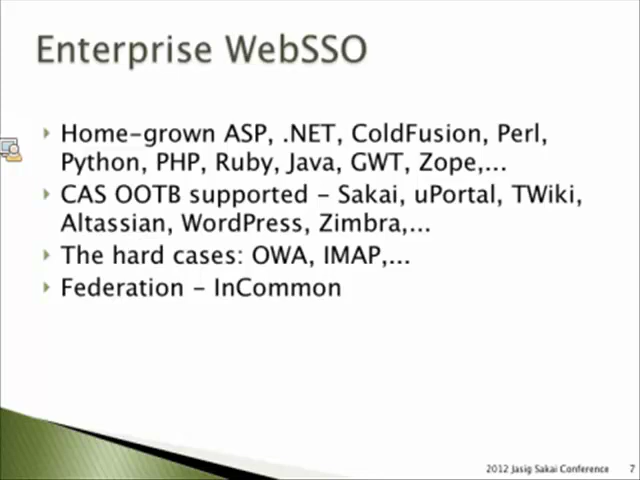 Enterprise WebSSO
Home-grown ASP, .NET, ColdFusion, Perl,
Python, PHP, Ruby, Java, GWT, Zope,...
CAS OOTB supported - Sakai, uPortal, TWiki,
Altassian, WordPress, Zimbra,...
The hard cases: OWA, IMAP,...
Federation - InCommon
2012 Jasig Sakai Conference 7